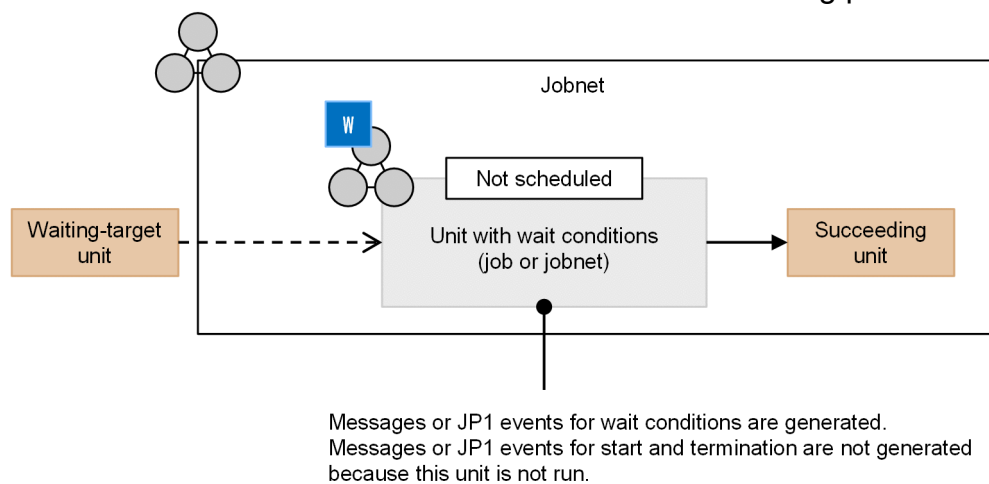 Jobnet
W
Not scheduled
Waiting-target
unit
Unit with wait conditions
(job or jobnet)
Succeeding
unit
Messages or JP1 events for wait conditions are generated.
Messages or JP1 events for start and termination are not generated
because this unit is not run.